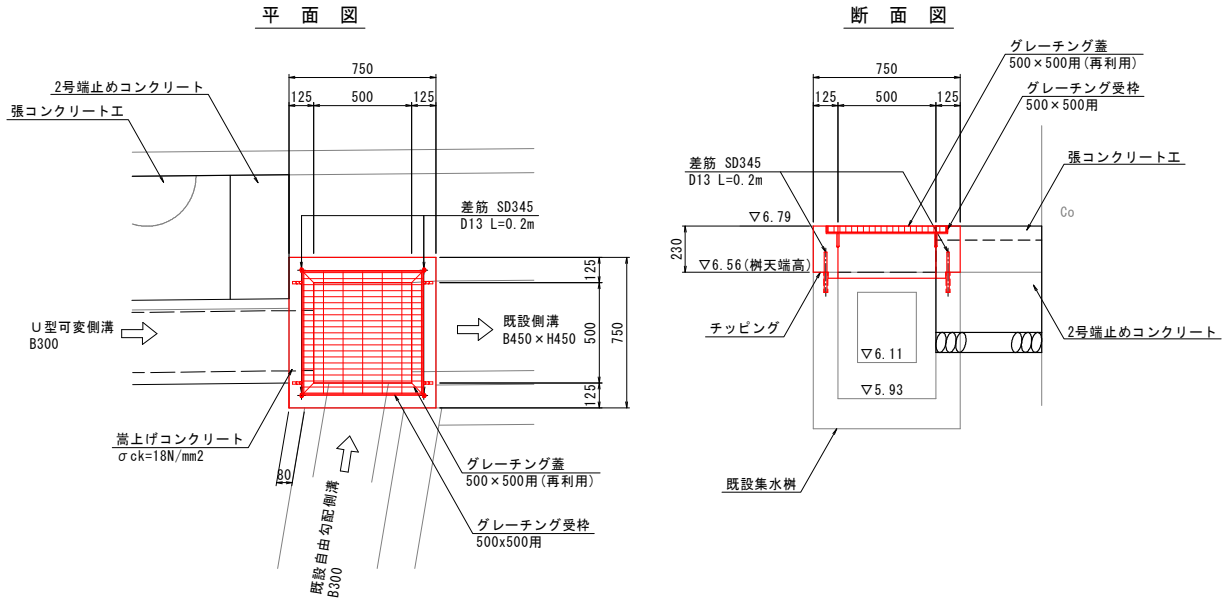 平 面 図
750
125
500
125
2号端止めコンクリート
張コンクリート工
差筋 SD345
D13 L=0.2m
125
500
125
750
U型可変側溝
B300
既設側溝
B450×H450
嵩上げコンクリート
σck=18N/mm2
80
既設自由勾配側溝
B300
グレーチング蓋
500×500用(再利用)
グレーチング受枠
500x500用
断 面 図
グレーチング蓋
500×500用(再利用)
750
125
500
125
グレーチング受枠
500×500用
差筋 SD345
D13 L=0.2m
張コンクリート工
Co
▽6.79
230
▽6.56(桝天端高)
チッピング
2号端止めコンクリート
▽6.11
▽5.93
既設集水桝